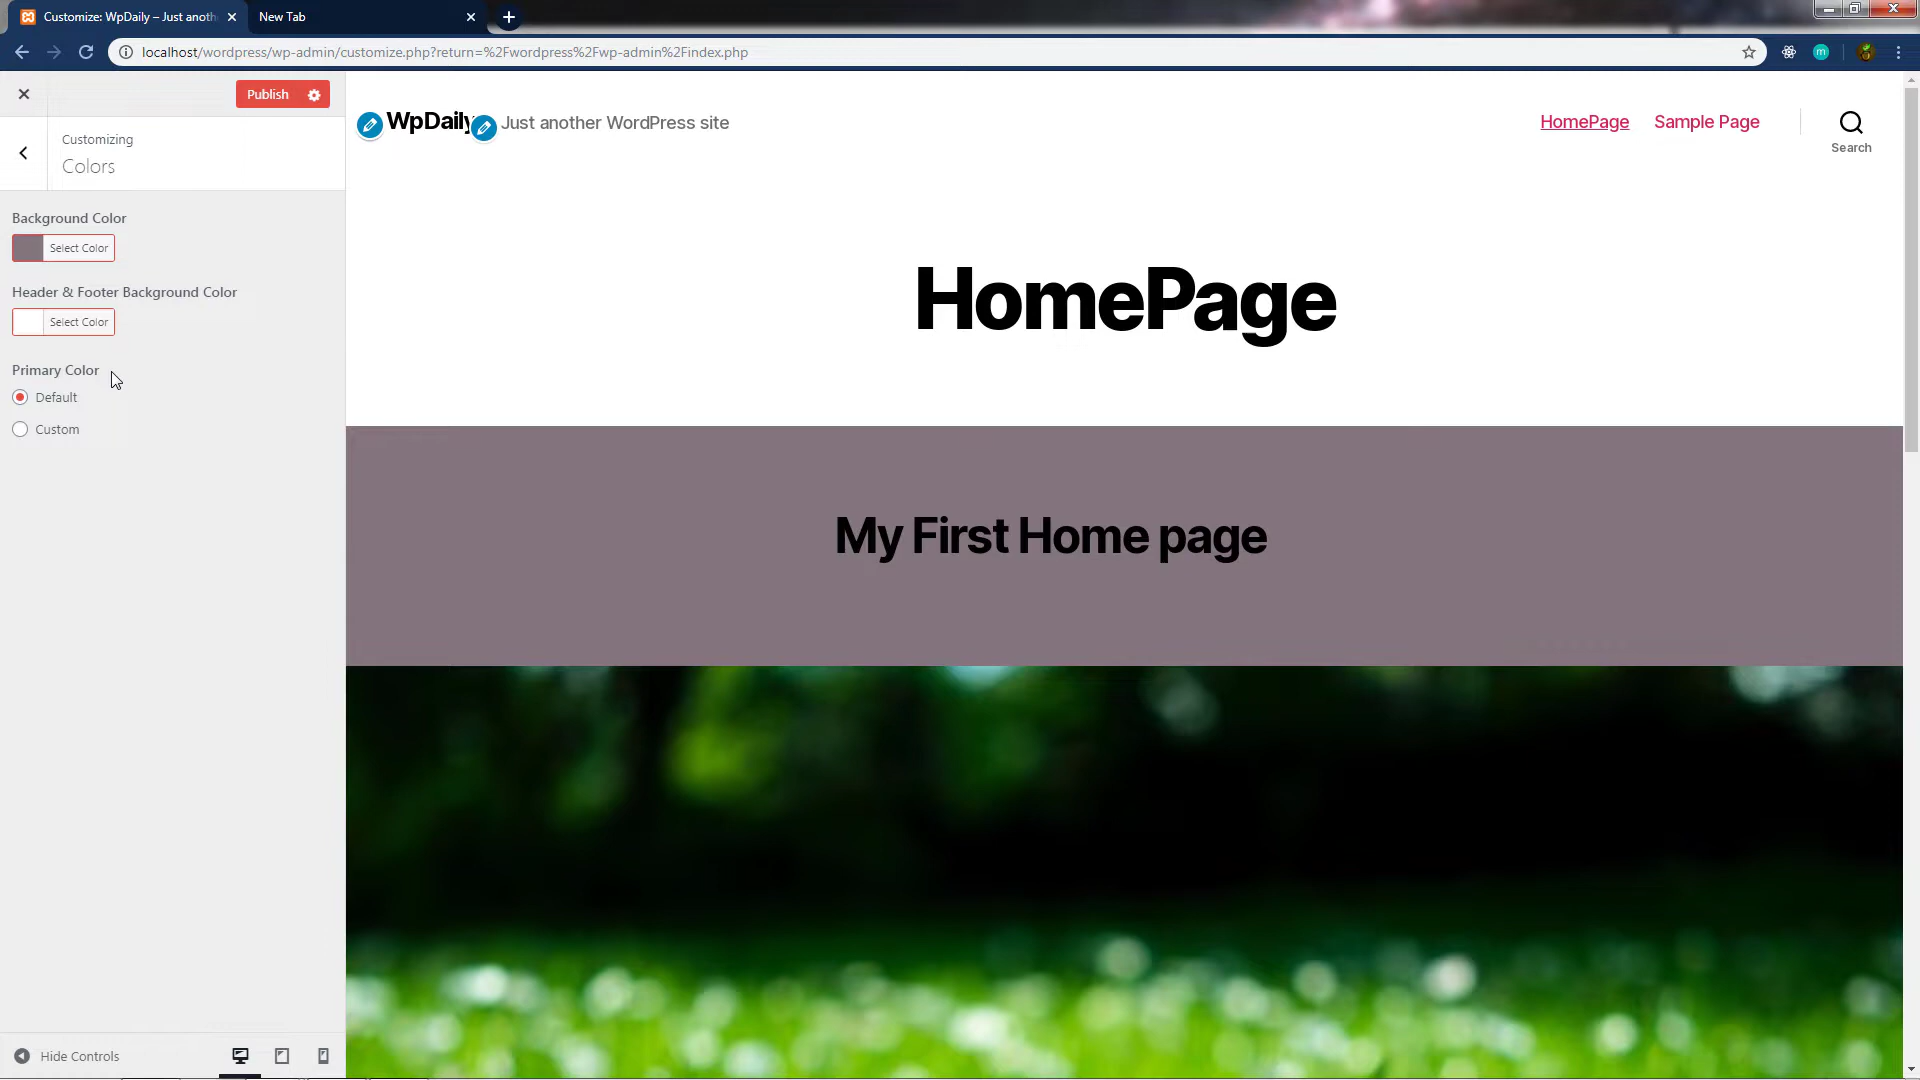 Customize: WpDaily – Just anoth
New Tab
localhost/wordpress/wp-admin/customize.php?return=%2Fwordpress%2Fwp-admin%2Findex.php
Publish
Customizing
Colors
Background Color
Select Color
Header & Footer Background Color
Select Color
Primary Color
Default
Custom
Hide Controls
WpDaily
Just another WordPress site
HomePage
Sample Page
Search
HomePage
My First Home page